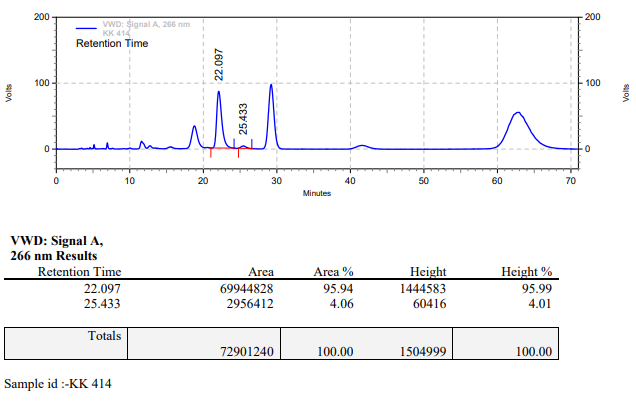 VWD: Signal A, 266 nm
KK 414
Retention Time
200 200
22.097
25.433
100 100
Volts Volts
0 0
0 10 20 30 40 50 60 70
Minutes
VWD: Signal A,
266 nm Results
Retention Time Area Area % Height Height %
22.097 69944828 95.94 1444583 95.99
25.433 2956412 4.06 60416 4.01
Totals
72901240 100.00 1504999 100.00
Sample id :-KK 414